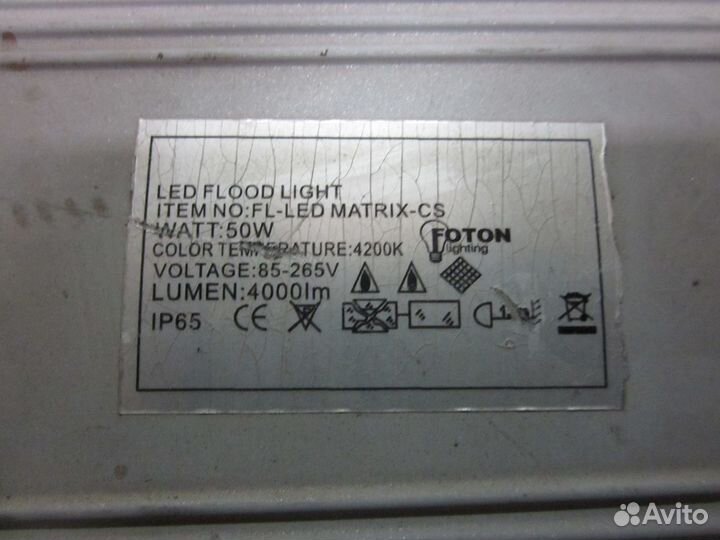 LED FLOOD LIGHT
ITEM NO:FL-LED MATRIX-CS
WATT:50W
COLOR TEMPERATURE:4200K
VOLTAGE:85-265V
LUMEN:4000lm
IP65 CE
FOTON
lighting
Avito